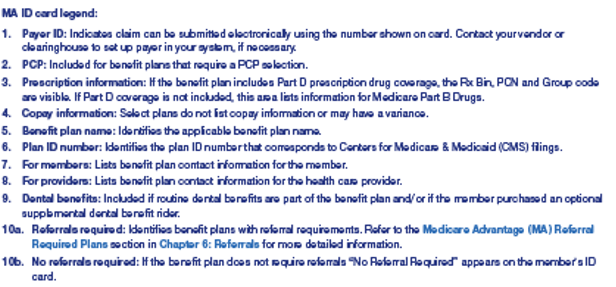 MA ID card legend:
1. Payer ID: Indicates claim can be submitted electronically using the number shown on card. Contact your vendor or
clearinghouse to set up payer in your system, if necessary.
2. PCP: Included for benefit plans that require a PCP selection.
3. Prescription information: If the benefit plan includes Part D prescription drug coverage, the Rx Bin, PCN and Group code
are visible. If Part D coverage is not included, this area lists information for Medicare Part B Drugs.
4. Copay information: Select plans do not list copay information or may have a variance.
5. Benefit plan name: Identifies the applicable benefit plan name.
6. Plan ID number: Identifies the plan ID number that corresponds to Centers for Medicare & Medicaid (CMS) filings.
7. For members: Lists benefit plan contact information for the member.
8. For providers: Lists benefit plan contact information for the health care provider.
9. Dental benefits: Included if routine dental benefits are part of the benefit plan and/or if the member purchased an optional
supplemental dental benefit rider.
10a. Referrals required: Identifies benefit plans with referral requirements. Refer to the Medicare Advantage (MA) Referral
Required Plans section in Chapter 6: Referrals for more detailed information.
10b. No referrals required: If the benefit plan does not require referrals “No Referral Required” appears on the member’s ID
card.